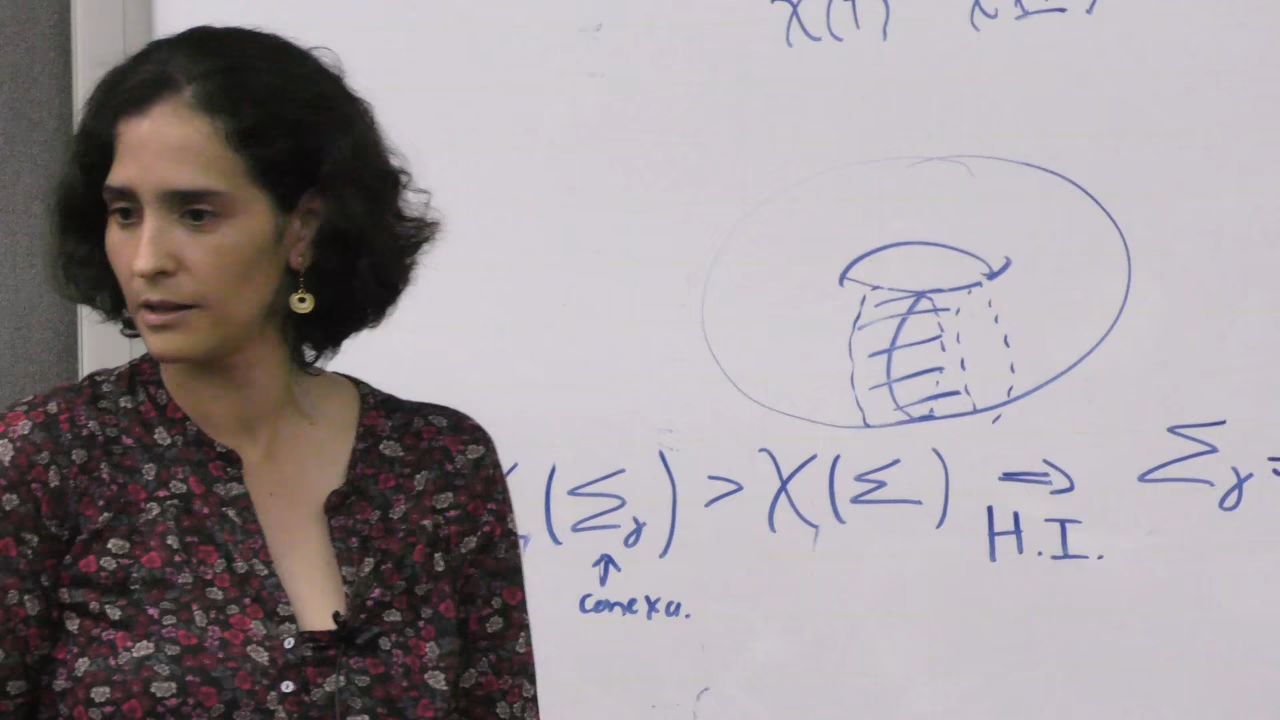 (Σ_γ) > χ(Σ) ⟹ Σ_γ
H.I.
↑
conexa.